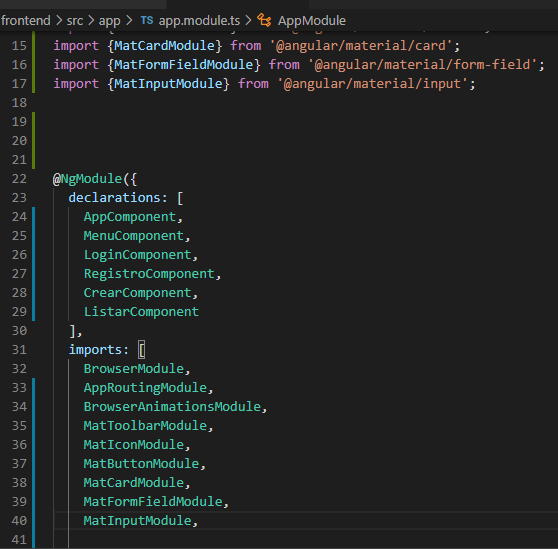 frontend > src > app > TS app.module.ts > AppModule
15 import {MatCardModule} from '@angular/material/card';
16 import {MatFormFieldModule} from '@angular/material/form-field';
17 import {MatInputModule} from '@angular/material/input';
18
19
20
21
22 @NgModule({
23 declarations: [
24 AppComponent,
25 MenuComponent,
26 LoginComponent,
27 RegistroComponent,
28 CrearComponent,
29 ListarComponent
30 ],
31 imports: [
32 BrowserModule,
33 AppRoutingModule,
34 BrowserAnimationsModule,
35 MatToolbarModule,
36 MatIconModule,
37 MatButtonModule,
38 MatCardModule,
39 MatFormFieldModule,
40 MatInputModule,
41